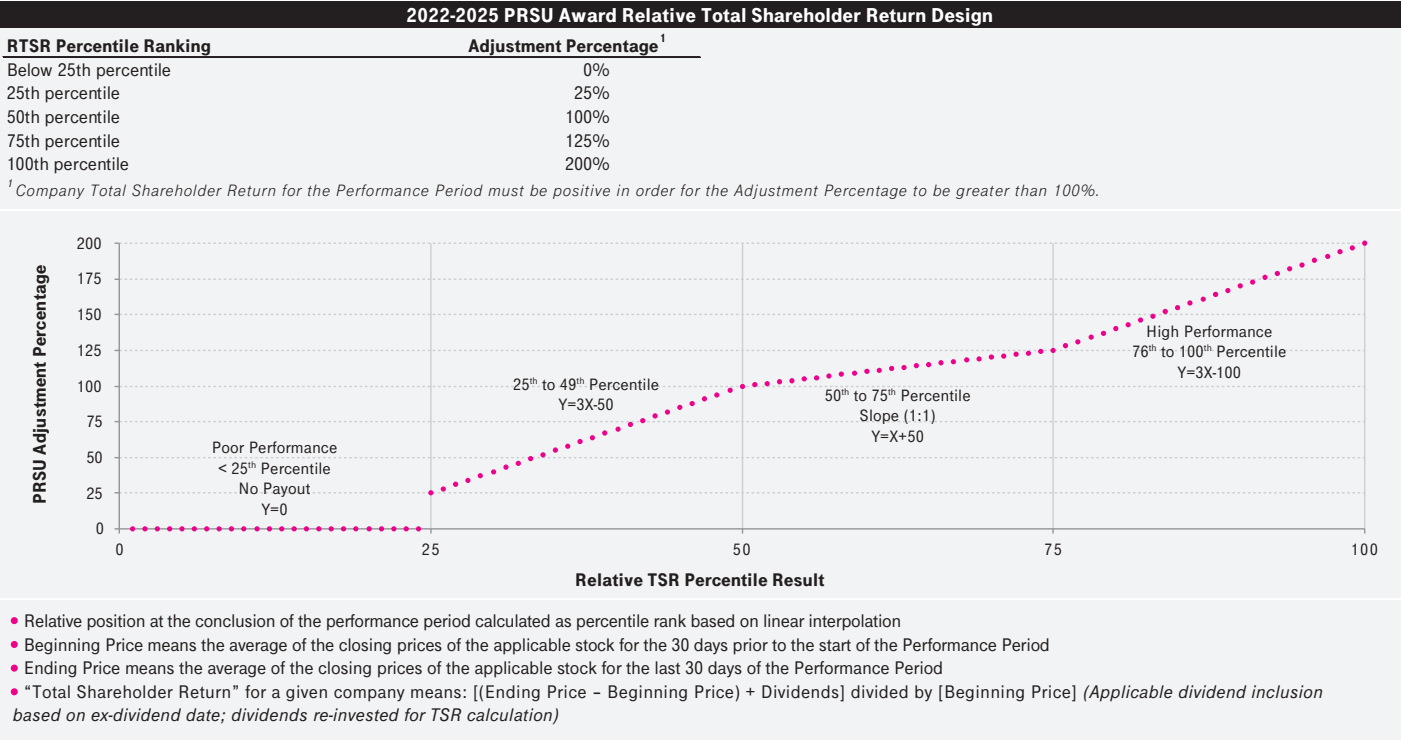 2022-2025 PRSU Award Relative Total Shareholder Return Design
RTSR Percentile Ranking Adjustment Percentage1
Below 25th percentile 0%
25th percentile 25%
50th percentile 100%
75th percentile 125%
100th percentile 200%
1 Company Total Shareholder Return for the Performance Period must be positive in order for the Adjustment Percentage to be greater than 100%.
PRSU Adjustment Percentage
200
175
150
125
100
75
50
25
0
Poor Performance
< 25th Percentile
No Payout
Y=0
25th to 49th Percentile
Y=3X-50
50th to 75th Percentile
Slope (1:1)
Y=X+50
High Performance
76th to 100th Percentile
Y=3X-100
0 25 50 75 100
Relative TSR Percentile Result
• Relative position at the conclusion of the performance period calculated as percentile rank based on linear interpolation
• Beginning Price means the average of the closing prices of the applicable stock for the 30 days prior to the start of the Performance Period
• Ending Price means the average of the closing prices of the applicable stock for the last 30 days of the Performance Period
• “Total Shareholder Return” for a given company means: [(Ending Price – Beginning Price) + Dividends] divided by [Beginning Price] (Applicable dividend inclusion
based on ex-dividend date; dividends re-invested for TSR calculation)